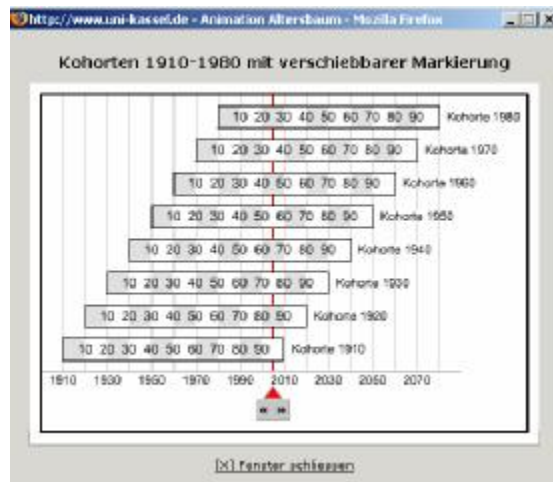 http://www.uni-kassel.de - Animation Altersbaum - Mozilla Firefox
Kohorten 1910-1980 mit verschiebbarer Markierung
10 20 30 40 50 60 70 80 90 Kohorte 1980
10 20 30 40 50 60 70 80 90 Kohorte 1970
10 20 30 40 50 60 70 80 90 Kohorte 1960
10 20 30 40 50 60 70 80 90 Kohorte 1950
10 20 30 40 50 60 70 80 90 Kohorte 1940
10 20 30 40 50 60 70 80 90 Kohorte 1930
10 20 30 40 50 60 70 80 90 Kohorte 1920
10 20 30 40 50 60 70 80 90 Kohorte 1910
1910 1930 1950 1970 1990 2010 2030 2050 2070
« »
[X] Fenster schliessen